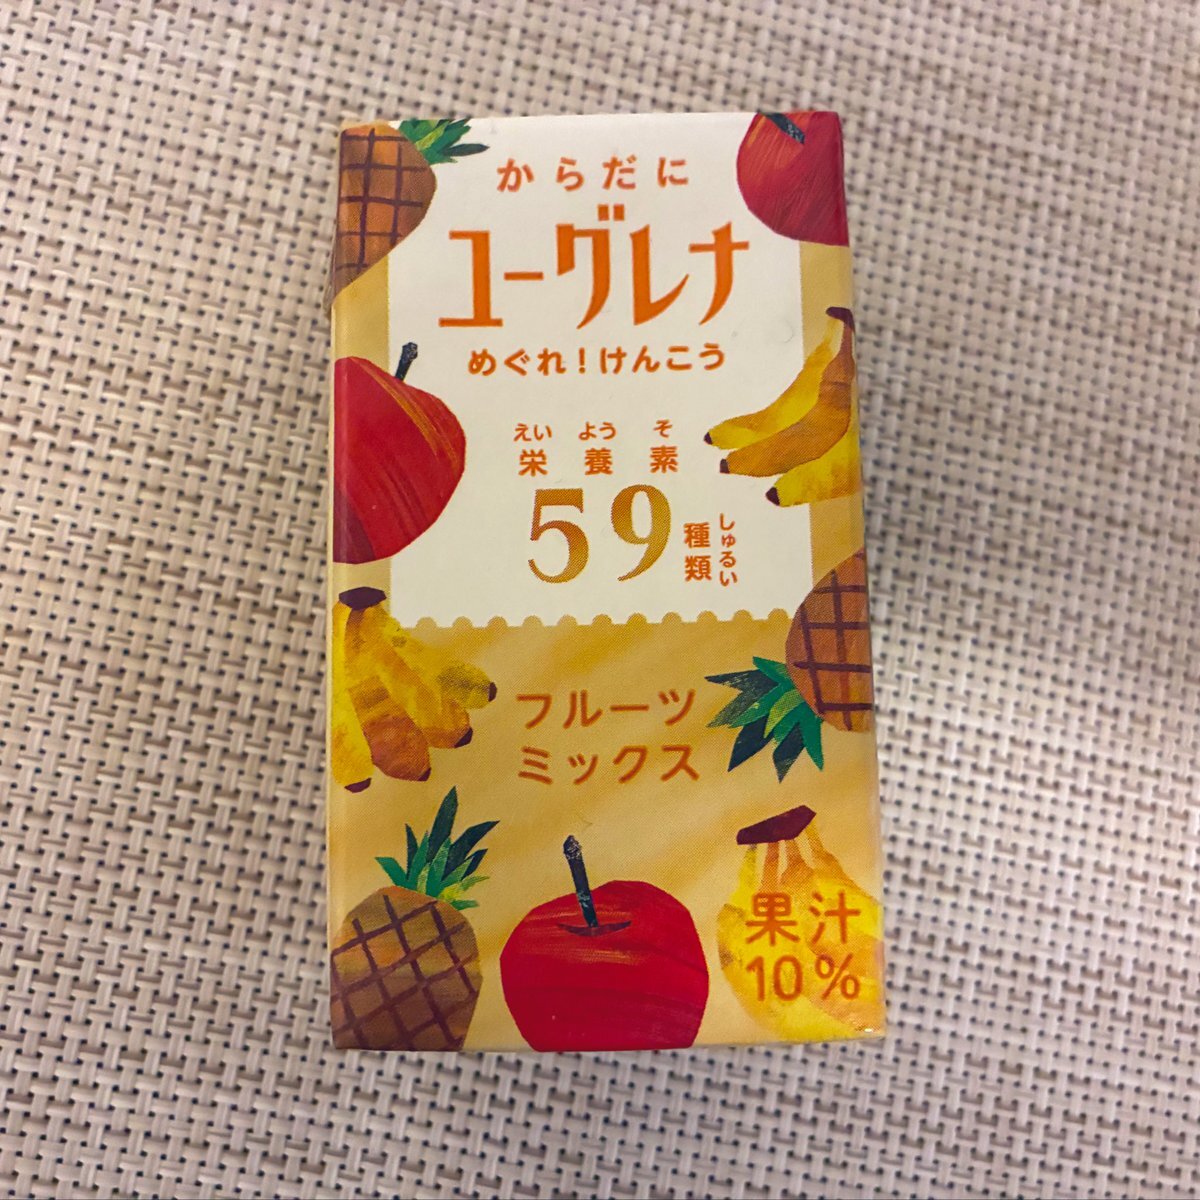 からだに
ユーグレナ
めぐれ！けんこう
えいようそ
栄養素
59種類
しゅるい
フルーツ
ミックス
果汁
10%